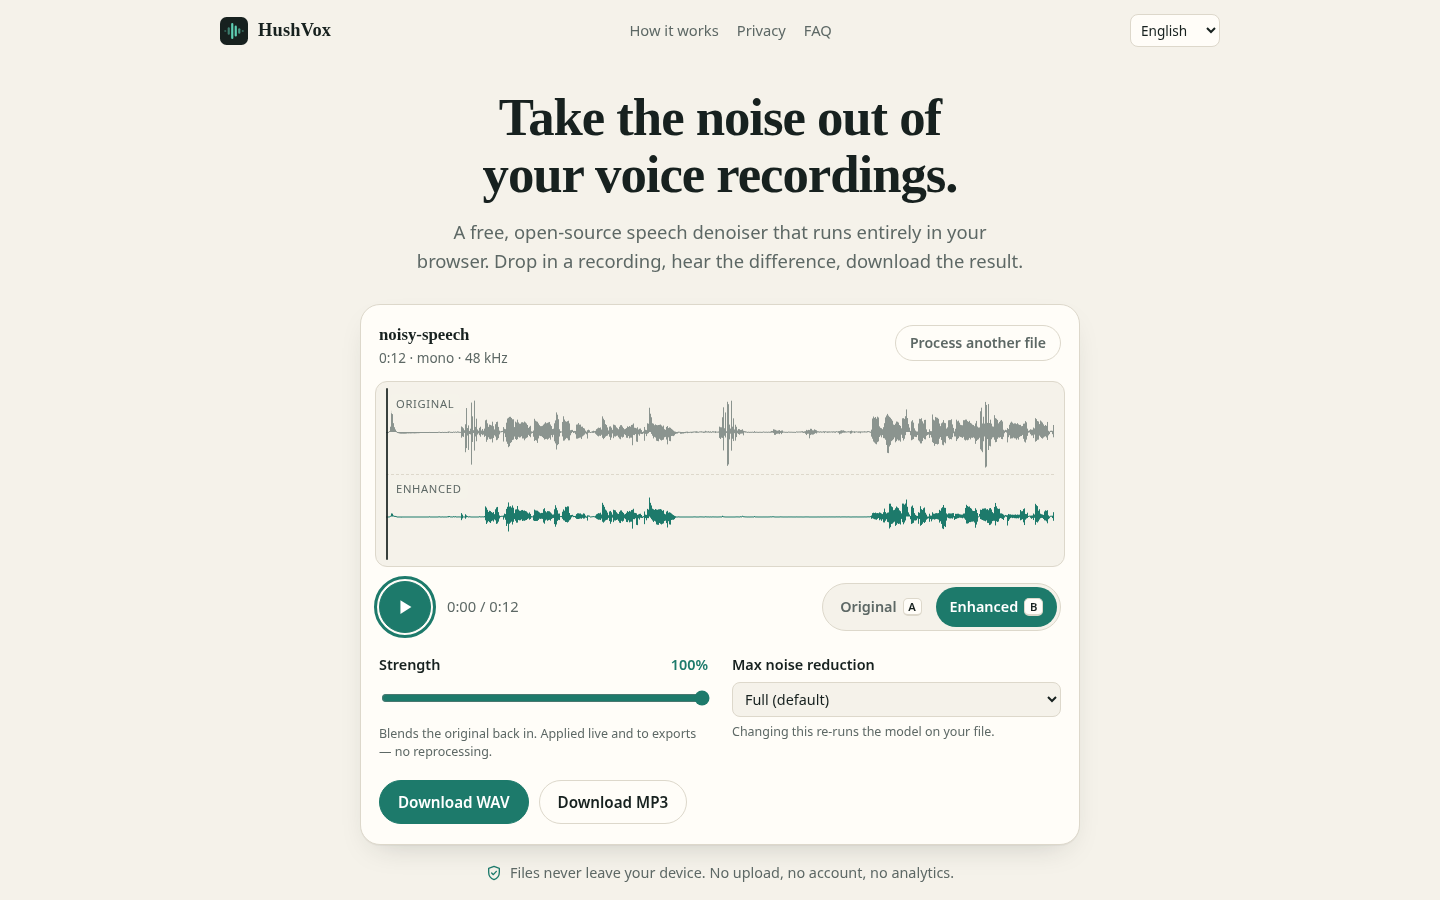 HushVox
How it works
Privacy
FAQ
English
Take the noise out of
your voice recordings.
A free, open-source speech denoiser that runs entirely in your
browser. Drop in a recording, hear the difference, download the result.
noisy-speech
0:12 · mono · 48 kHz
Process another file
ORIGINAL
ENHANCED
0:00 / 0:12
Original A
Enhanced B
Strength
100%
Blends the original back in. Applied live and to exports
— no reprocessing.
Max noise reduction
Full (default)
Changing this re-runs the model on your file.
Download WAV
Download MP3
Files never leave your device. No upload, no account, no analytics.